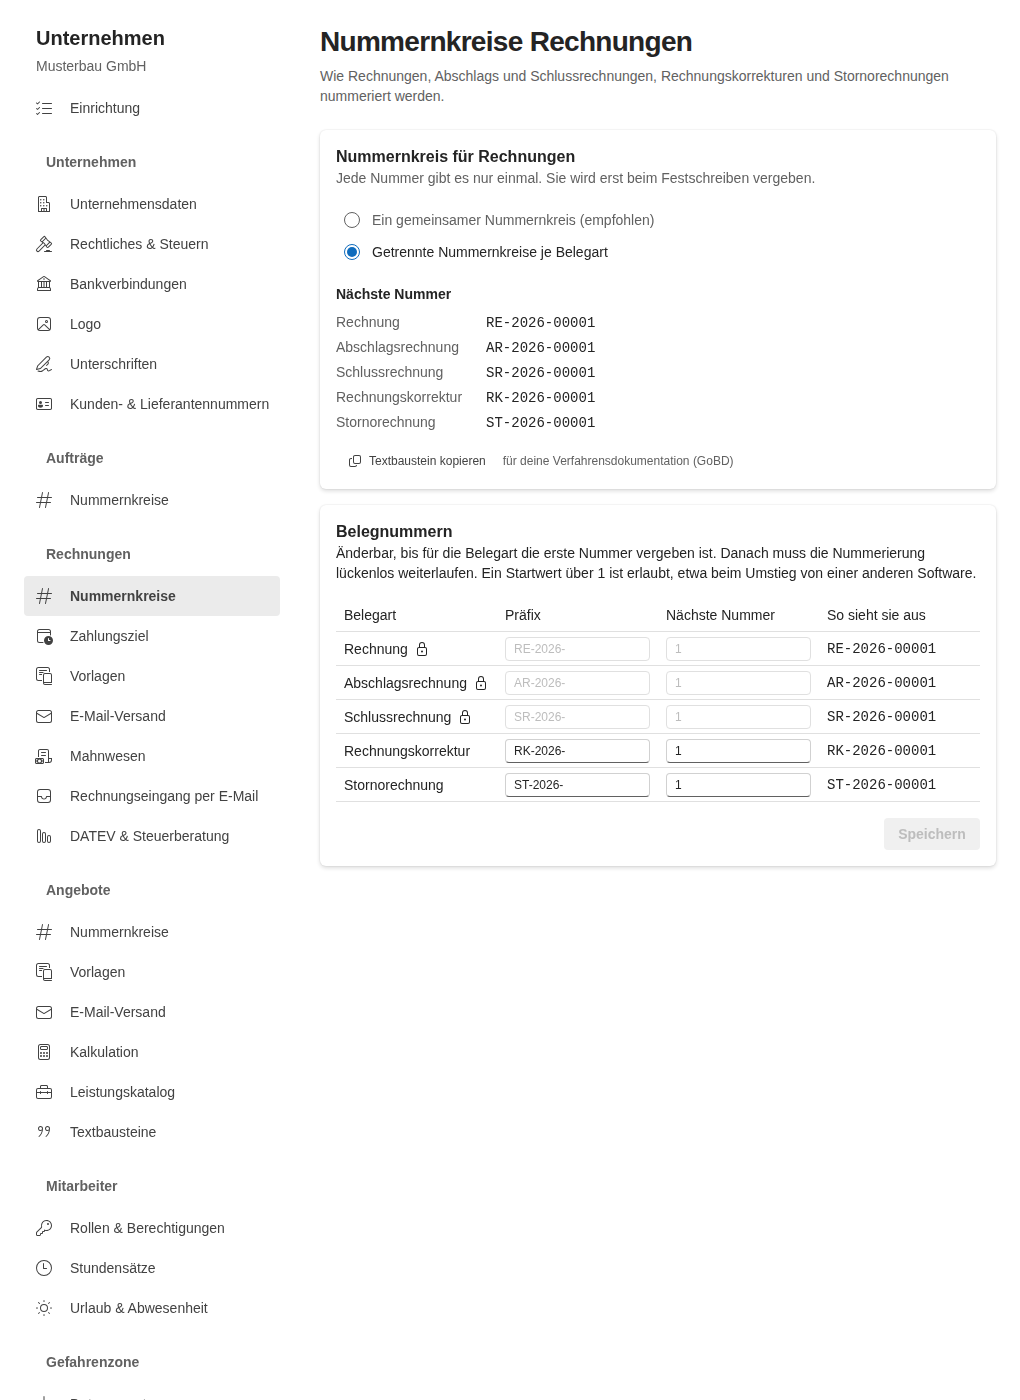 Unternehmen
Musterbau GmbH
Einrichtung
Unternehmen
Unternehmensdaten
Rechtliches & Steuern
Bankverbindungen
Logo
Unterschriften
Kunden- & Lieferantennummern
Aufträge
Nummernkreise
Rechnungen
Nummernkreise
Zahlungsziel
Vorlagen
E-Mail-Versand
Mahnwesen
Rechnungseingang per E-Mail
DATEV & Steuerberatung
Angebote
Nummernkreise
Vorlagen
E-Mail-Versand
Kalkulation
Leistungskatalog
Textbausteine
Mitarbeiter
Rollen & Berechtigungen
Stundensätze
Urlaub & Abwesenheit
Gefahrenzone
Nummernkreise Rechnungen
Wie Rechnungen, Abschlags und Schlussrechnungen, Rechnungskorrekturen und Stornorechnungen
nummeriert werden.
Nummernkreis für Rechnungen
Jede Nummer gibt es nur einmal. Sie wird erst beim Festschreiben vergeben.
Ein gemeinsamer Nummernkreis (empfohlen)
Getrennte Nummernkreise je Belegart
Nächste Nummer
Rechnung RE-2026-00001
Abschlagsrechnung AR-2026-00001
Schlussrechnung SR-2026-00001
Rechnungskorrektur RK-2026-00001
Stornorechnung ST-2026-00001
Textbaustein kopieren für deine Verfahrensdokumentation (GoBD)
Belegnummern
Änderbar, bis für die Belegart die erste Nummer vergeben ist. Danach muss die Nummerierung
lückenlos weiterlaufen. Ein Startwert über 1 ist erlaubt, etwa beim Umstieg von einer anderen Software.
Belegart Präfix Nächste Nummer So sieht sie aus
Rechnung RE-2026- 1 RE-2026-00001
Abschlagsrechnung AR-2026- 1 AR-2026-00001
Schlussrechnung SR-2026- 1 SR-2026-00001
Rechnungskorrektur RK-2026- 1 RK-2026-00001
Stornorechnung ST-2026- 1 ST-2026-00001
Speichern